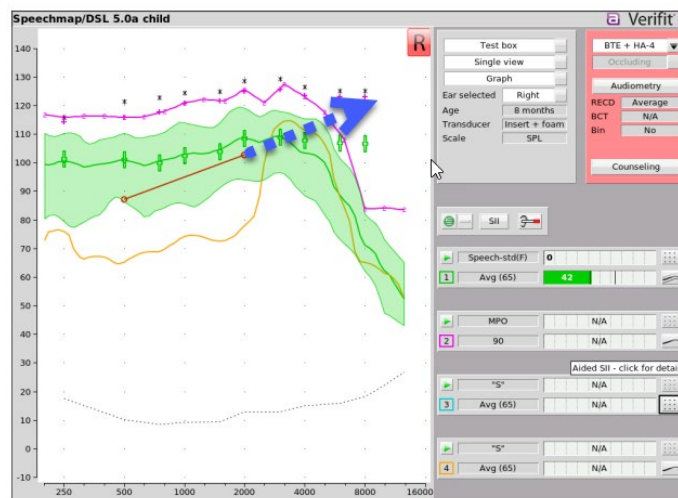 Speechmap/DSL 5.0a child
Verifit
R
140
130
120
110
100
90
80
70
60
50
40
30
20
10
0
-10
250
500
1000
2000
4000
8000
16000
Test box
Single view
Graph
Ear selected Right
Age 8 months
Transducer Insert + foam
Scale SPL
BTE + HA-4
Occluding
Audiometry
RECD Average
BCT N/A
Bin No
Counseling
SII
Speech-std(F) 0
1 Avg (65) 42
MPO N/A
2 90 N/A
Aided SII - click for detai
"S" N/A
3 Avg (65) N/A
"S" N/A
4 Avg (65) N/A